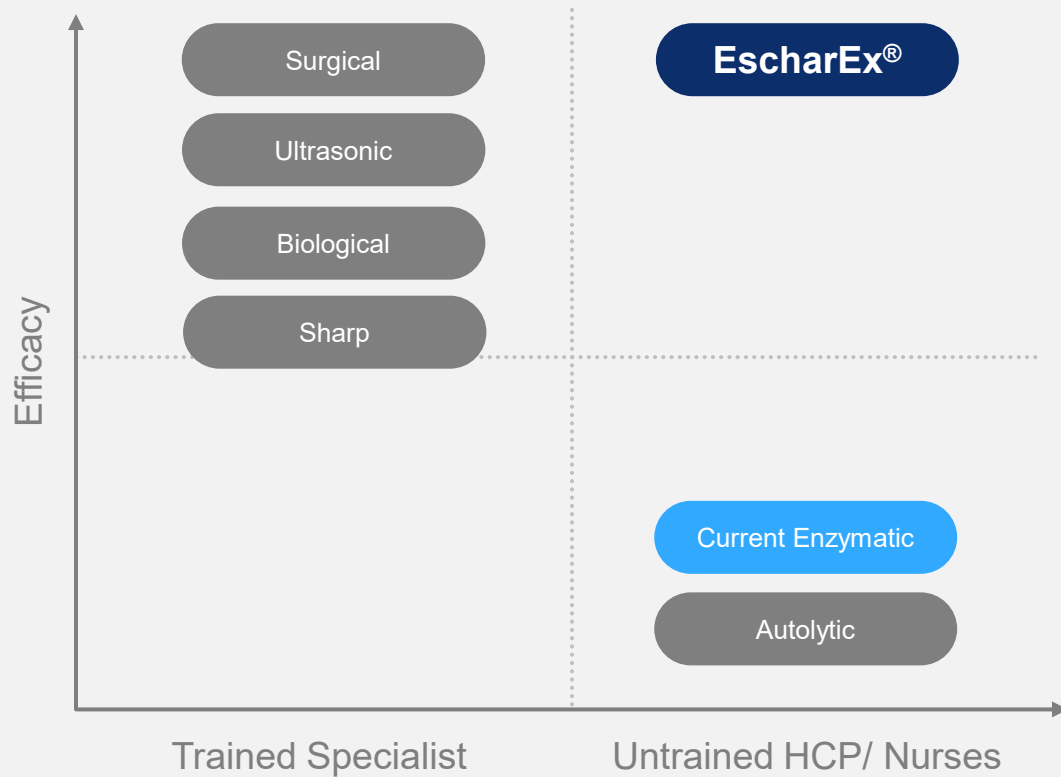 Surgical
EscharEx®
Ultrasonic
Biological
Sharp
Efficacy
Current Enzymatic
Autolytic
Trained Specialist
Untrained HCP/ Nurses